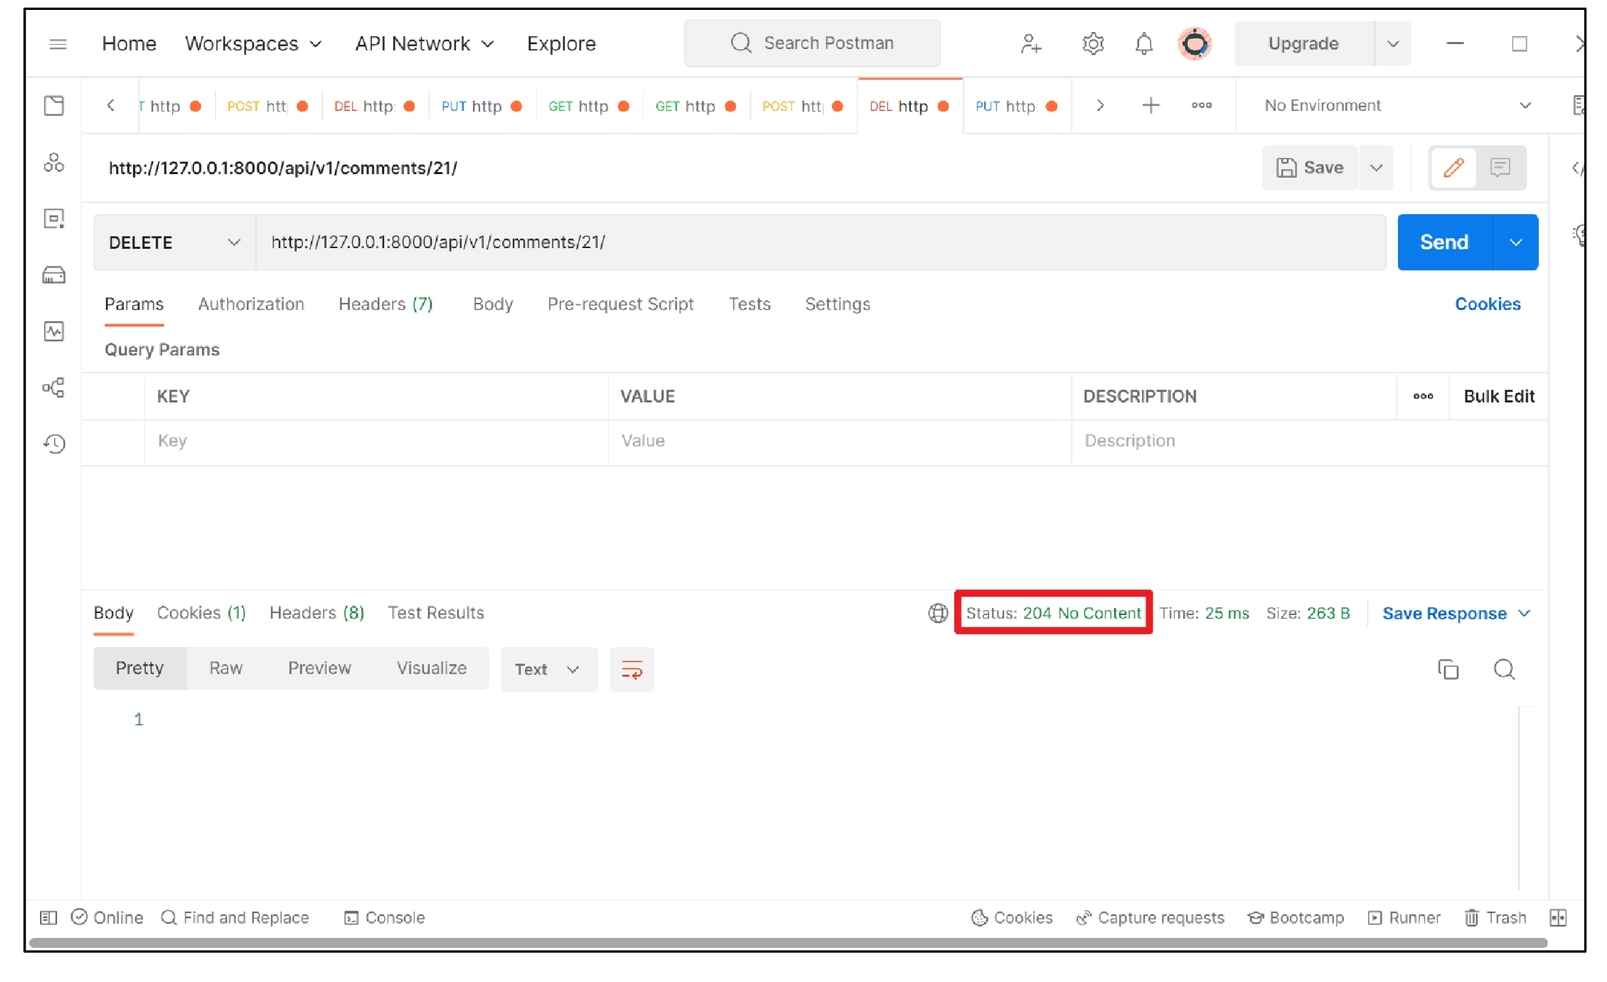 Home Workspaces API Network Explore Search Postman Upgrade
T http POST htt DEL http: PUT http GET http GET http POST htt DEL http PUT http No Environment
http://127.0.0.1:8000/api/v1/comments/21/ Save
DELETE http://127.0.0.1:8000/api/v1/comments/21/ Send
Params Authorization Headers (7) Body Pre-request Script Tests Settings Cookies
Query Params
KEY VALUE DESCRIPTION Bulk Edit
Key Value Description
Body Cookies (1) Headers (8) Test Results Status: 204 No Content Time: 25 ms Size: 263 B Save Response
Pretty Raw Preview Visualize Text
1
Online Find and Replace Console Cookies Capture requests Bootcamp Runner Trash